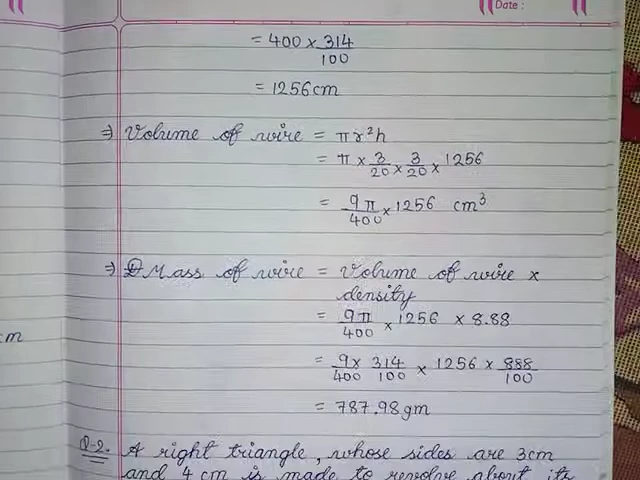 Date :
= 400 × 314/100
= 1256 cm
⇒ Volume of wire = πr²h
= π × 3/20 × 3/20 × 1256
= 9π/400 × 1256 cm³
⇒ Mass of wire = Volume of wire ×
density
= 9π/400 × 1256 × 8.88
cm
= 9/400 × 314/100 × 1256 × 888/100
= 787.98 gm
Q-2. A right triangle, whose sides are 3cm
and 4 cm is made to revolve about its